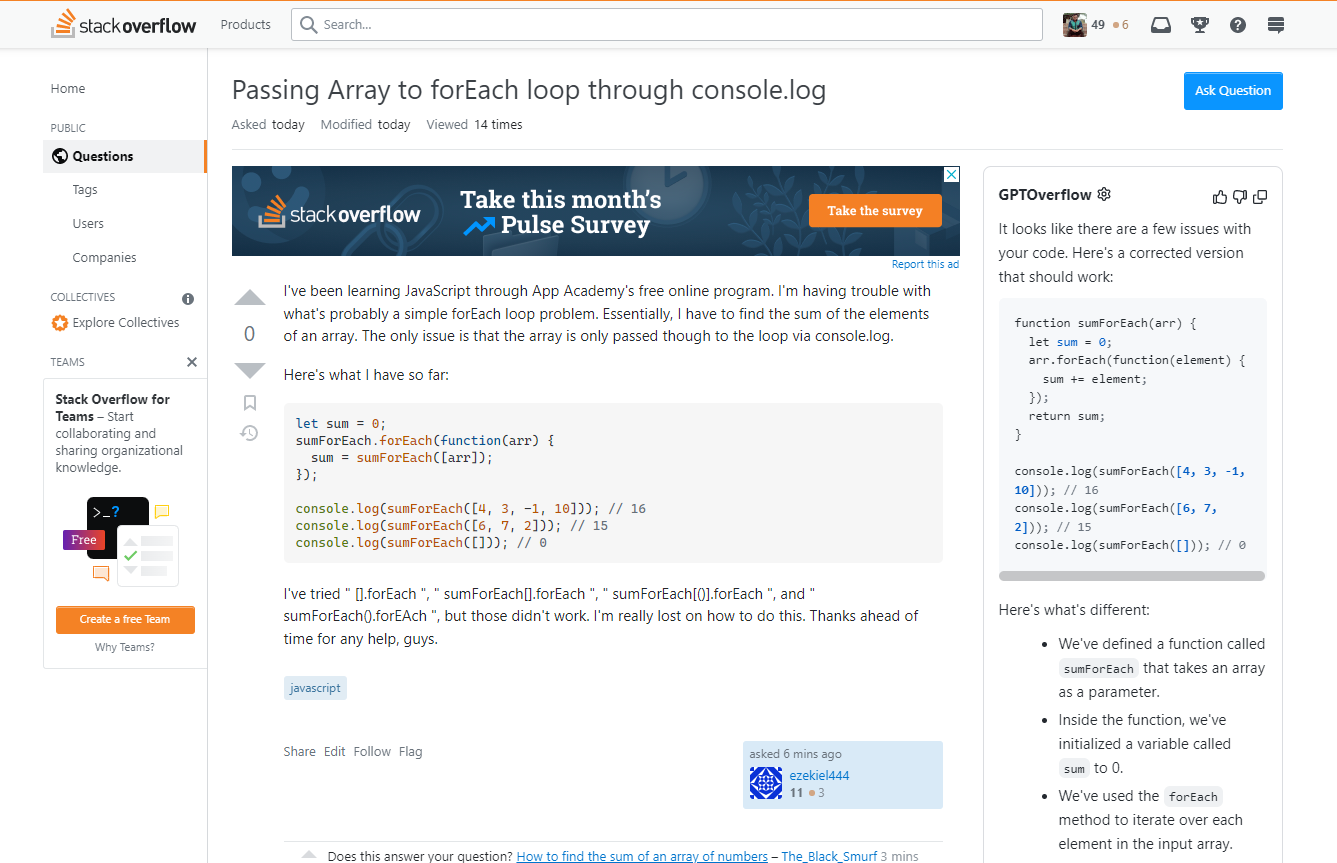 stack overflow Products Search... 49 6
Passing Array to forEach loop through console.log
Ask Question
Asked today Modified today Viewed 14 times
Home
PUBLIC
Questions
Tags
Users
Companies
COLLECTIVES
Explore Collectives
TEAMS
Stack Overflow for
Teams – Start
collaborating and
sharing organizational
knowledge.
>_?
Free
Create a free Team
Why Teams?
stack overflow
Take this month's
Pulse Survey
Take the survey
Report this ad
0
I've been learning JavaScript through App Academy's free online program. I'm having trouble with
what's probably a simple forEach loop problem. Essentially, I have to find the sum of the elements
of an array. The only issue is that the array is only passed though to the loop via console.log.
Here's what I have so far:
let sum = 0;
sumForEach.forEach(function(arr) {
  sum = sumForEach([arr]);
});
console.log(sumForEach([4, 3, -1, 10])); // 16
console.log(sumForEach([6, 7, 2])); // 15
console.log(sumForEach([])); // 0
I've tried " [].forEach ", " sumForEach[].forEach ", " sumForEach[()].forEach ", and "
sumForEach().forEAch ", but those didn't work. I'm really lost on how to do this. Thanks ahead of
time for any help, guys.
javascript
Share Edit Follow Flag
asked 6 mins ago
ezekiel444
11 3
Does this answer your question? How to find the sum of an array of numbers – The_Black_Smurf 3 mins
GPTOverflow
It looks like there are a few issues with
your code. Here's a corrected version
that should work:
function sumForEach(arr) {
  let sum = 0;
  arr.forEach(function(element) {
    sum += element;
  });
  return sum;
}
console.log(sumForEach([4, 3, -1,
10])); // 16
console.log(sumForEach([6, 7,
2])); // 15
console.log(sumForEach([])); // 0
Here's what's different:
• We've defined a function called
sumForEach that takes an array
as a parameter.
• Inside the function, we've
initialized a variable called
sum to 0.
• We've used the forEach
method to iterate over each
element in the input array.